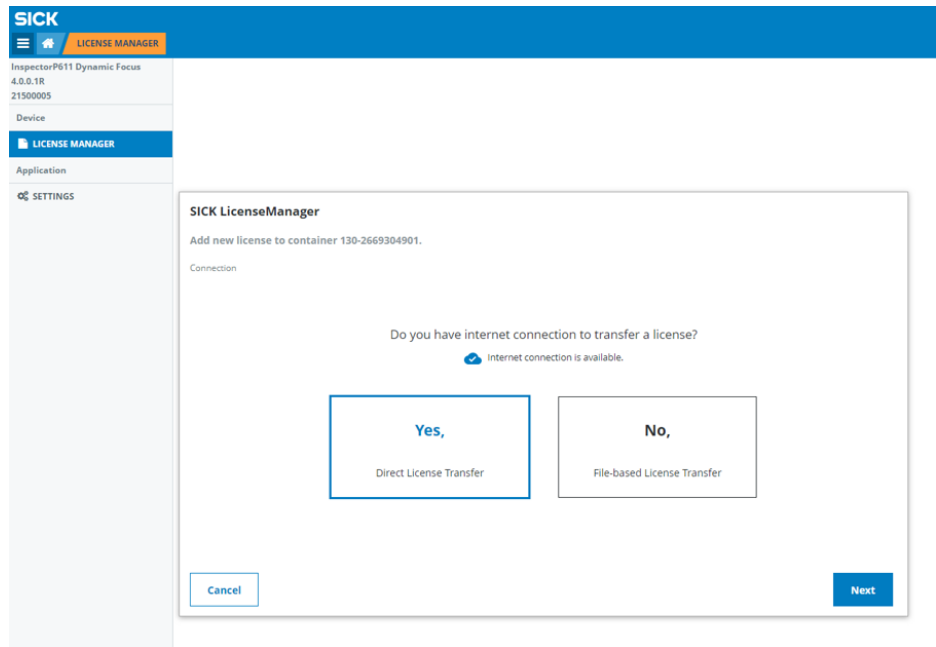 SICK
LICENSE MANAGER
InspectorP611 Dynamic Focus
4.0.0.1R
21500005
Device
LICENSE MANAGER
Application
SETTINGS
SICK LicenseManager
Add new license to container 130-2669304901.
Connection
Do you have internet connection to transfer a license?
Internet connection is available.
Yes,
Direct License Transfer
No,
File-based License Transfer
Cancel
Next